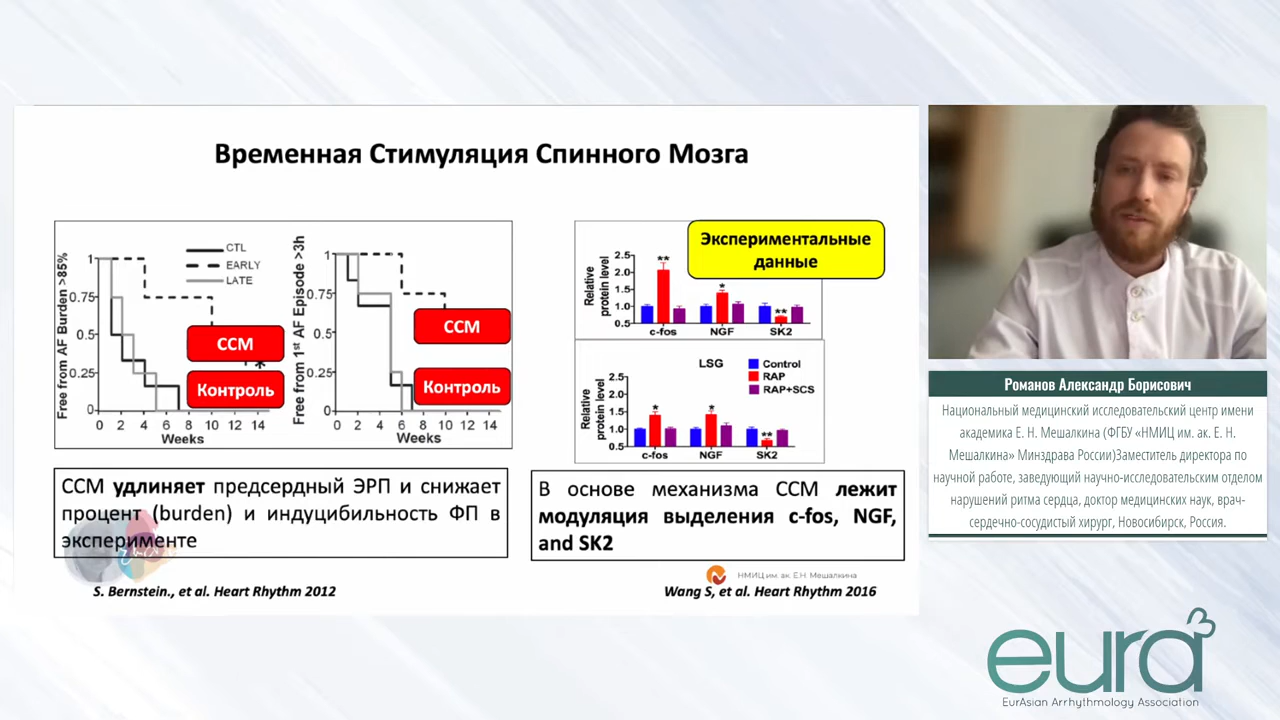 Временная Стимуляция Спинного Мозга
Free from AF Burden >85%
1
0.75
0.5
0.25
0
0 2 4 6 8 10 12 14
Weeks
CTL
EARLY
LATE
ССМ
*
Контроль
Free from 1st AF Episode >3h
1
0.75
0.5
0.25
0
0 2 4 6 8 10 12 14
Weeks
ССМ
Контроль
Экспериментальные
данные
Relative
protein level
2.5
2.0
1.5
1.0
0.5
** * **
c-fos NGF SK2
LSG
Control
RAP
RAP+SCS
Relative
protein level
2.5
2.0
1.5
1.0
0.5
* * **
c-fos NGF SK2
ССМ удлиняет предсердный ЭРП и снижает
процент (burden) и индуцибильность ФП в
эксперименте
В основе механизма ССМ лежит
модуляция выделения c-fos, NGF,
and SK2
S. Bernstein., et al. Heart Rhythm 2012
НМИЦ им. ак. Е.Н. Мешалкина
Wang S, et al. Heart Rhythm 2016
Романов Александр Борисович
Национальный медицинский исследовательский центр имени
академика Е. Н. Мешалкина (ФГБУ «НМИЦ им. ак. Е. Н.
Мешалкина» Минздрава России)Заместитель директора по
научной работе, заведующий научно-исследовательским отделом
нарушений ритма сердца, доктор медицинских наук, врач-
сердечно-сосудистый хирург, Новосибирск, Россия.
eura
EurAsian Arrhythmology Association